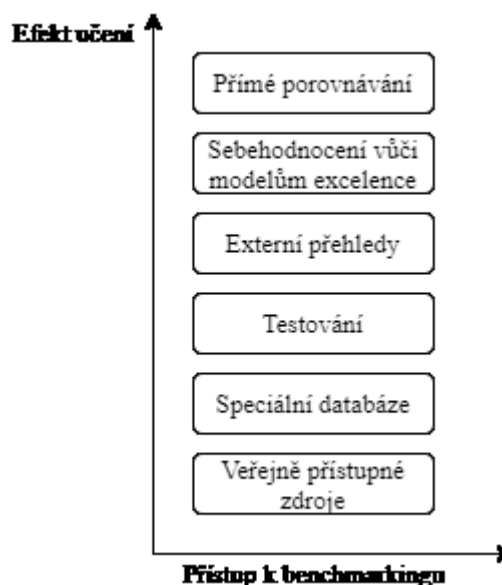 Efekt učení
Přímé porovnávání
Sebehodnocení vůči
modelům excelence
Externí přehledy
Testování
Speciální databáze
Veřejně přístupné
zdroje
Přístup k benchmarkingu